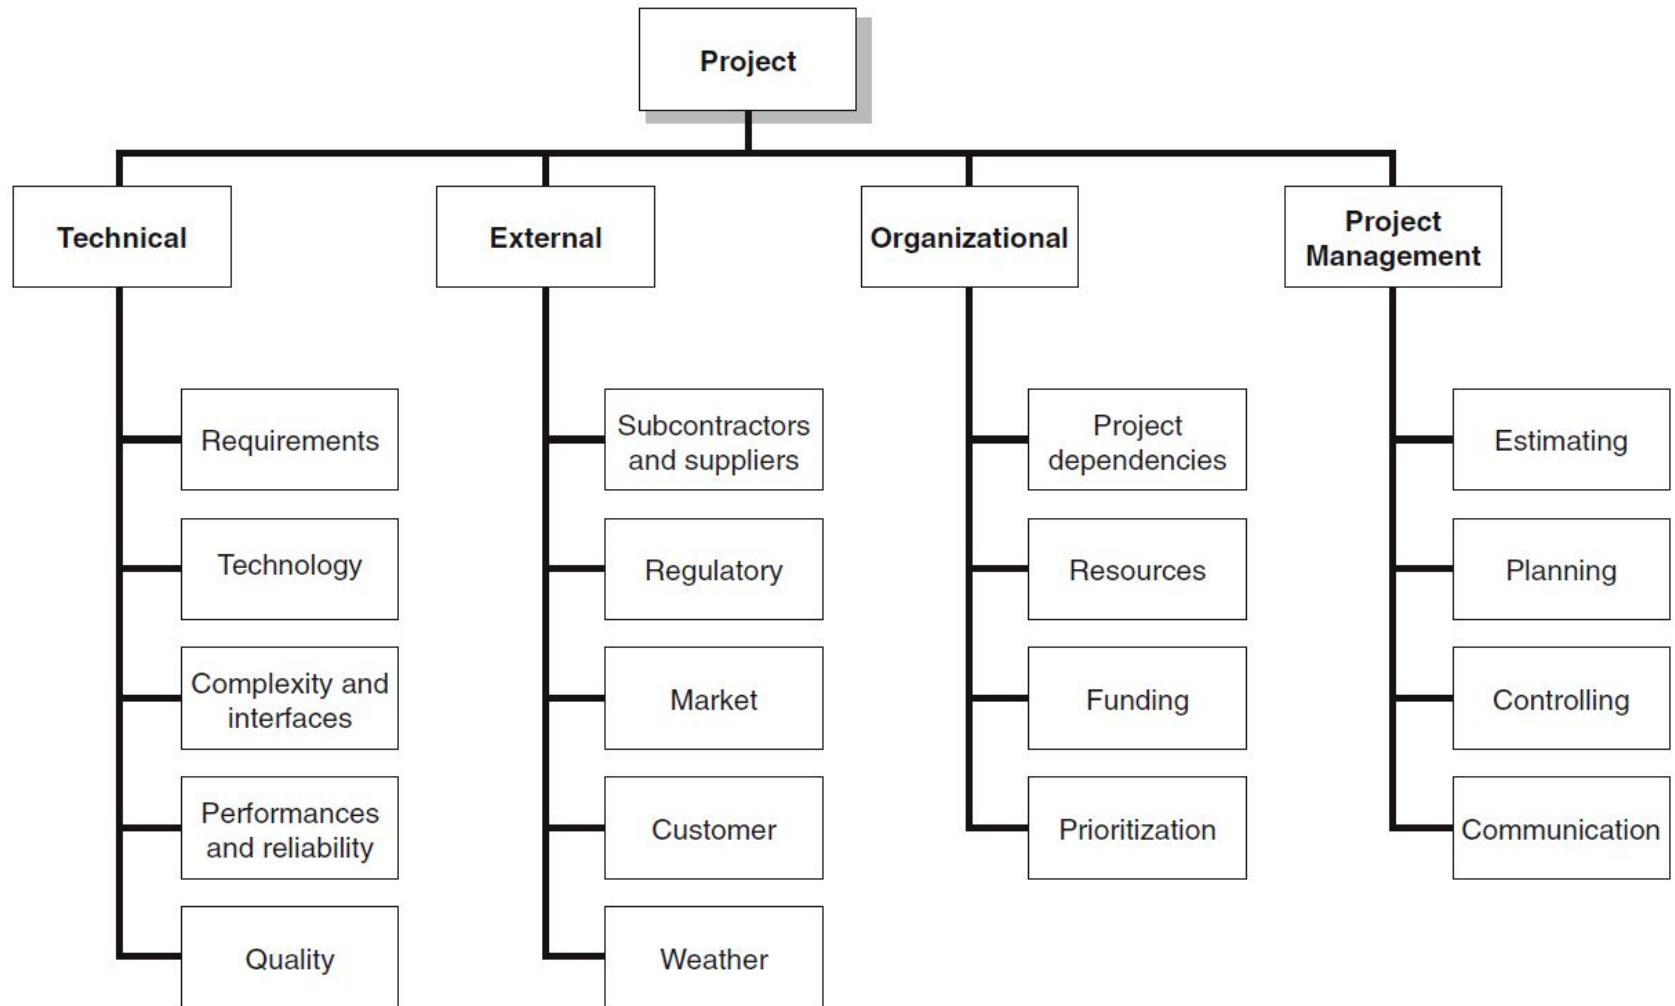 Project
Technical
External
Organizational
Project
Management
Requirements
Technology
Complexity and
interfaces
Performances
and reliability
Quality
Subcontractors
and suppliers
Regulatory
Market
Customer
Weather
Project
dependencies
Resources
Funding
Prioritization
Estimating
Planning
Controlling
Communication